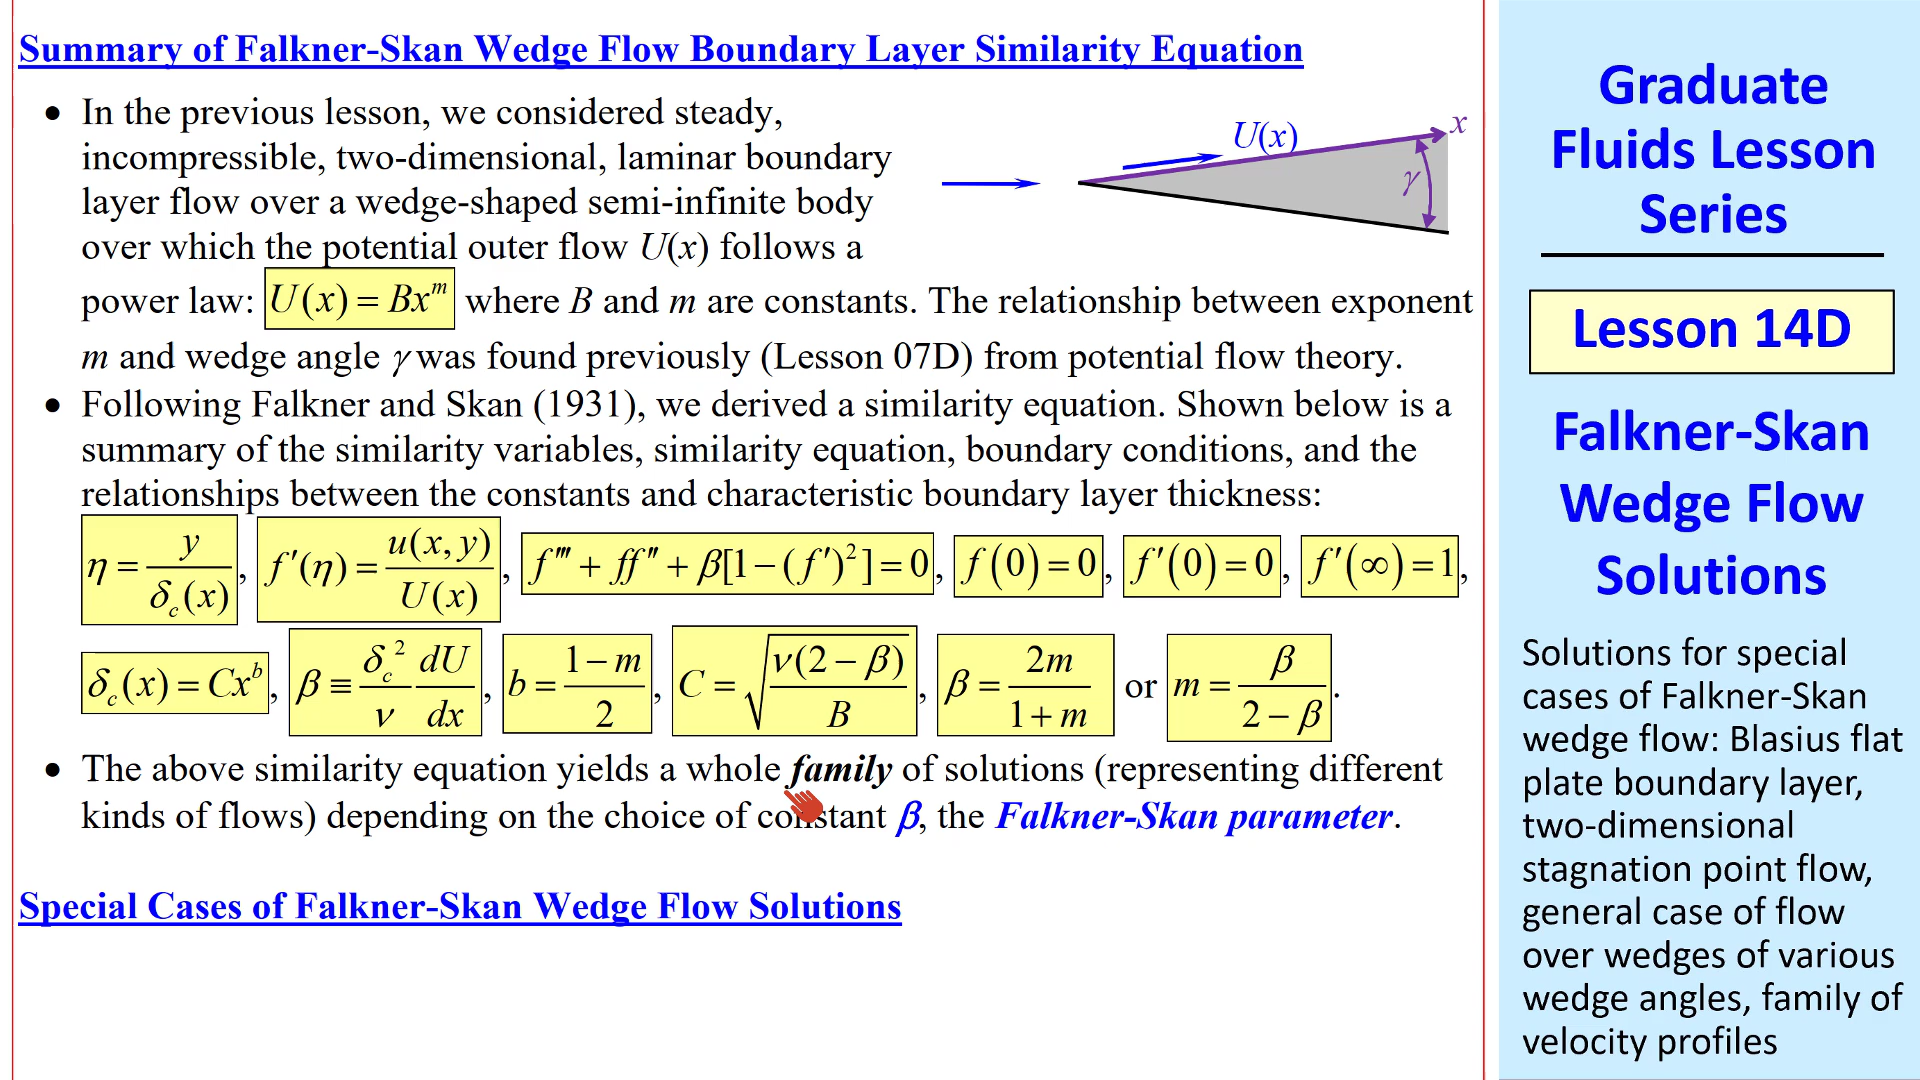 Summary of Falkner-Skan Wedge Flow Boundary Layer Similarity Equation
• In the previous lesson, we considered steady,
incompressible, two-dimensional, laminar boundary
layer flow over a wedge-shaped semi-infinite body
over which the potential outer flow U(x) follows a
power law: U(x) = Bx^m where B and m are constants. The relationship between exponent
m and wedge angle γ was found previously (Lesson 07D) from potential flow theory.
U(x)
x
γ
• Following Falkner and Skan (1931), we derived a similarity equation. Shown below is a
summary of the similarity variables, similarity equation, boundary conditions, and the
relationships between the constants and characteristic boundary layer thickness:
η = y/δ_c(x), f′(η) = u(x, y)/U(x), f‴ + ff″ + β[1 − (f′)²] = 0, f(0) = 0, f′(0) = 0, f′(∞) = 1,
δ_c(x) = Cx^b, β ≡ δ_c²/ν dU/dx, b = (1 − m)/2, C = √(ν(2 − β)/B), β = 2m/(1 + m) or m = β/(2 − β).
• The above similarity equation yields a whole family of solutions (representing different
kinds of flows) depending on the choice of constant β, the Falkner-Skan parameter.
Special Cases of Falkner-Skan Wedge Flow Solutions
Graduate
Fluids Lesson
Series
Lesson 14D
Falkner-Skan
Wedge Flow
Solutions
Solutions for special
cases of Falkner-Skan
wedge flow: Blasius flat
plate boundary layer,
two-dimensional
stagnation point flow,
general case of flow
over wedges of various
wedge angles, family of
velocity profiles